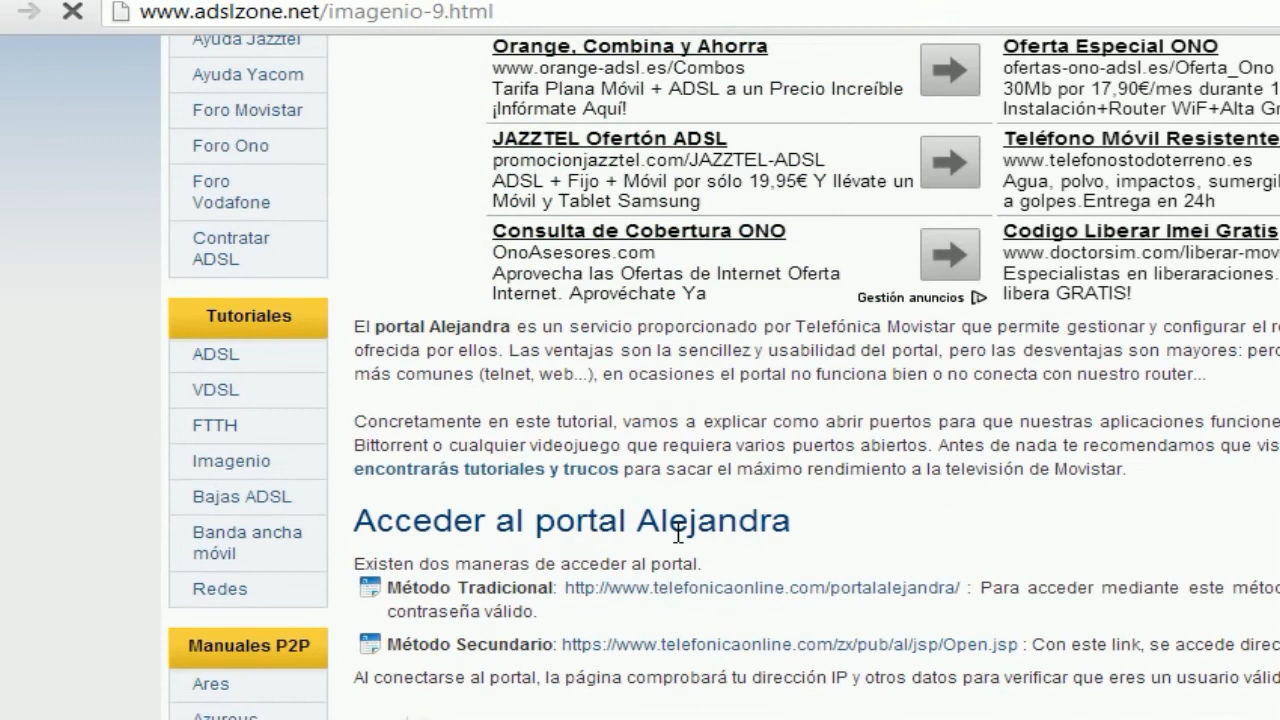 www.adslzone.net/imagenio-9.html
Ayuda Jazztel
Ayuda Yacom
Foro Movistar
Foro Ono
Foro
Vodafone
Contratar
ADSL
Tutoriales
ADSL
VDSL
FTTH
Imagenio
Bajas ADSL
Banda ancha
móvil
Redes
Manuales P2P
Ares
Azureus
Orange, Combina y Ahorra
www.orange-adsl.es/Combos
Tarifa Plana Móvil + ADSL a un Precio Increíble
¡Infórmate Aquí!
JAZZTEL Ofertón ADSL
promocionjazztel.com/JAZZTEL-ADSL
ADSL + Fijo + Móvil por sólo 19,95€ Y llévate un
Móvil y Tablet Samsung
Consulta de Cobertura ONO
OnoAsesores.com
Aprovecha las Ofertas de Internet Oferta
Internet. Aprovéchate Ya
Oferta Especial ONO
ofertas-ono-adsl.es/Oferta_Ono
30Mb por 17,90€/mes durante 1
Instalación+Router WiF+Alta Gr
Teléfono Móvil Resistente
www.telefonostodoterreno.es
Agua, polvo, impactos, sumergil
a golpes.Entrega en 24h
Codigo Liberar Imei Gratis
www.doctorsim.com/liberar-mov
Especialistas en liberaraciones.
libera GRATIS!
Gestión anuncios
El portal Alejandra es un servicio proporcionado por Telefónica Movistar que permite gestionar y configurar el r
ofrecida por ellos. Las ventajas son la sencillez y usabilidad del portal, pero las desventajas son mayores: per
más comunes (telnet, web...), en ocasiones el portal no funciona bien o no conecta con nuestro router...
Concretamente en este tutorial, vamos a explicar como abrir puertos para que nuestras aplicaciones funcione
Bittorrent o cualquier videojuego que requiera varios puertos abiertos. Antes de nada te recomendamos que vis
encontrarás tutoriales y trucos para sacar el máximo rendimiento a la televisión de Movistar.
Acceder al portal Alejandra
Existen dos maneras de acceder al portal.
Método Tradicional: http://www.telefonicaonline.com/portalalejandra/ : Para acceder mediante este méto
contraseña válido.
Método Secundario: https://www.telefonicaonline.com/zx/pub/al/jsp/Open.jsp : Con este link, se accede direc
Al conectarse al portal, la página comprobará tu dirección IP y otros datos para verificar que eres un usuario válid